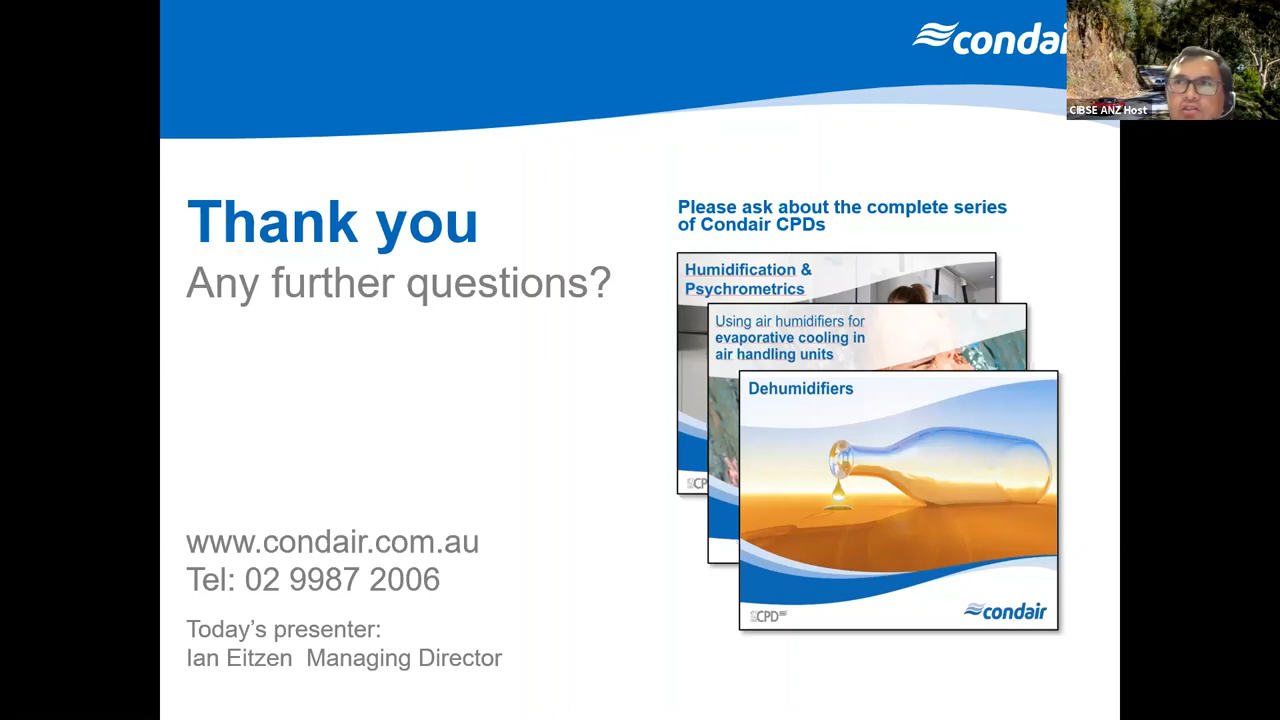 condai
CIBSE ANZ Host
Thank you
Any further questions?
Please ask about the complete series
of Condair CPDs
Humidification &
Psychrometrics
Using air humidifiers for
evaporative cooling in
air handling units
Dehumidifiers
CP
CPD
condair
www.condair.com.au
Tel: 02 9987 2006
Today's presenter:
Ian Eitzen Managing Director